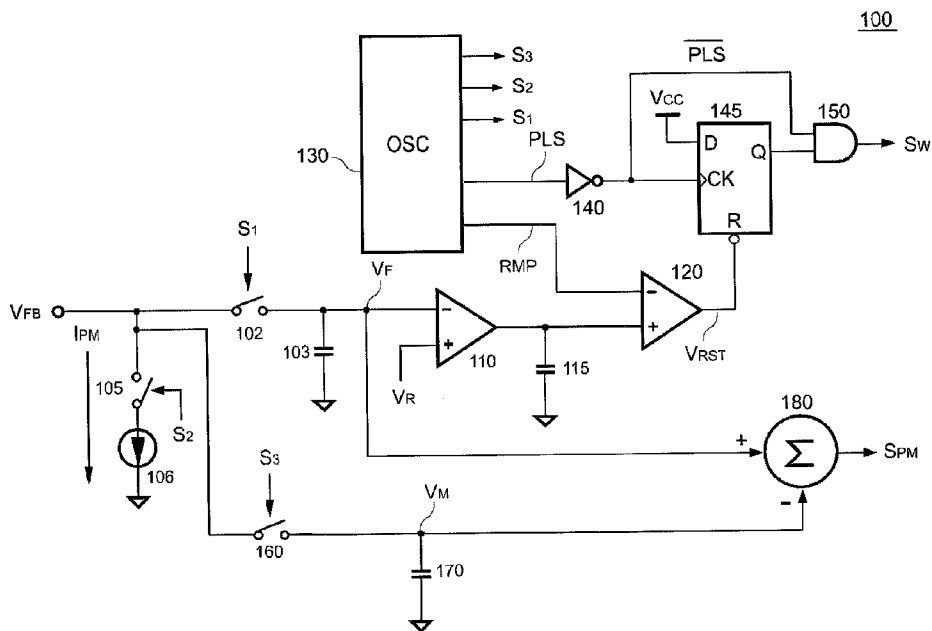 100
S3
S2
S1
PLS
PLS
VCC
145
150
D
Q
SW
OSC
130
CK
140
R
S1
RMP
120
VF
VFB
102
-
-
+
+
IPM
103
110
115
VRST
VR
105
S2
180
106
S3
+
Σ
SPM
-
VM
160
170